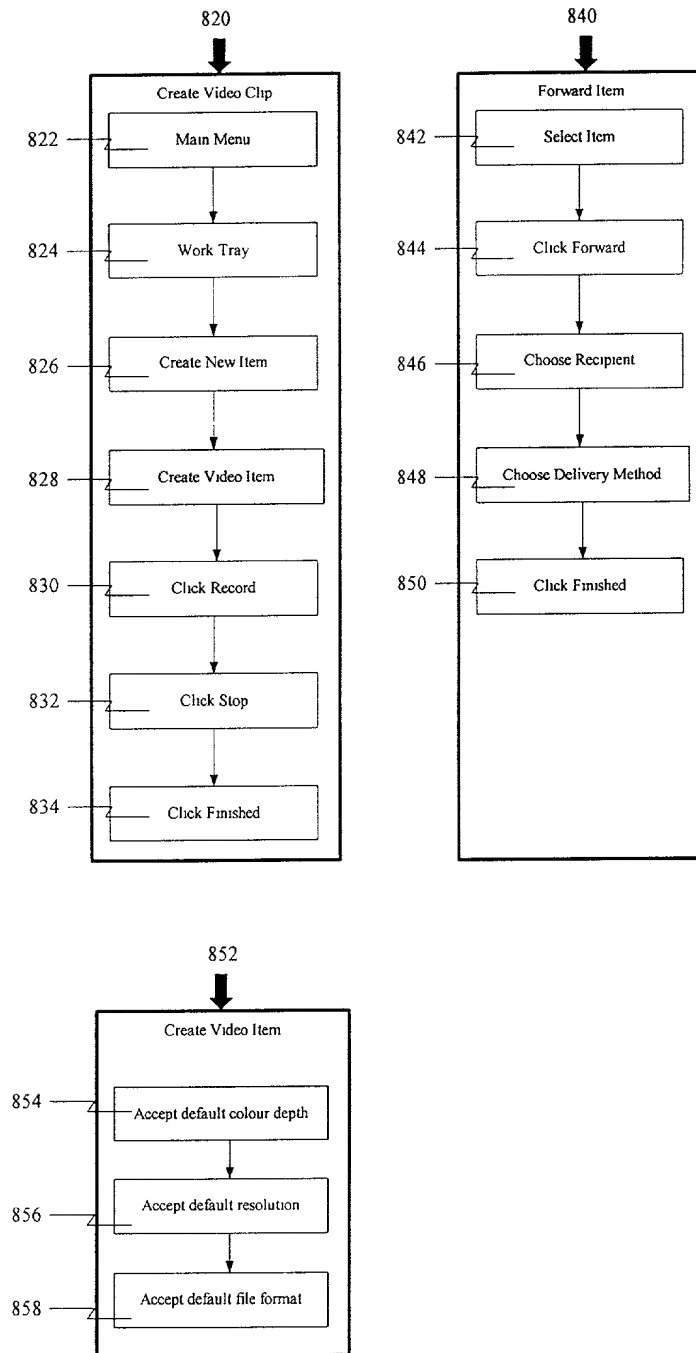 820
Create Video Clip
822
Main Menu
824
Work Tray
826
Create New Item
828
Create Video Item
830
Click Record
832
Click Stop
834
Click Finished
840
Forward Item
842
Select Item
844
Click Forward
846
Choose Recipient
848
Choose Delivery Method
850
Click Finished
852
Create Video Item
854
Accept default colour depth
856
Accept default resolution
858
Accept default file format